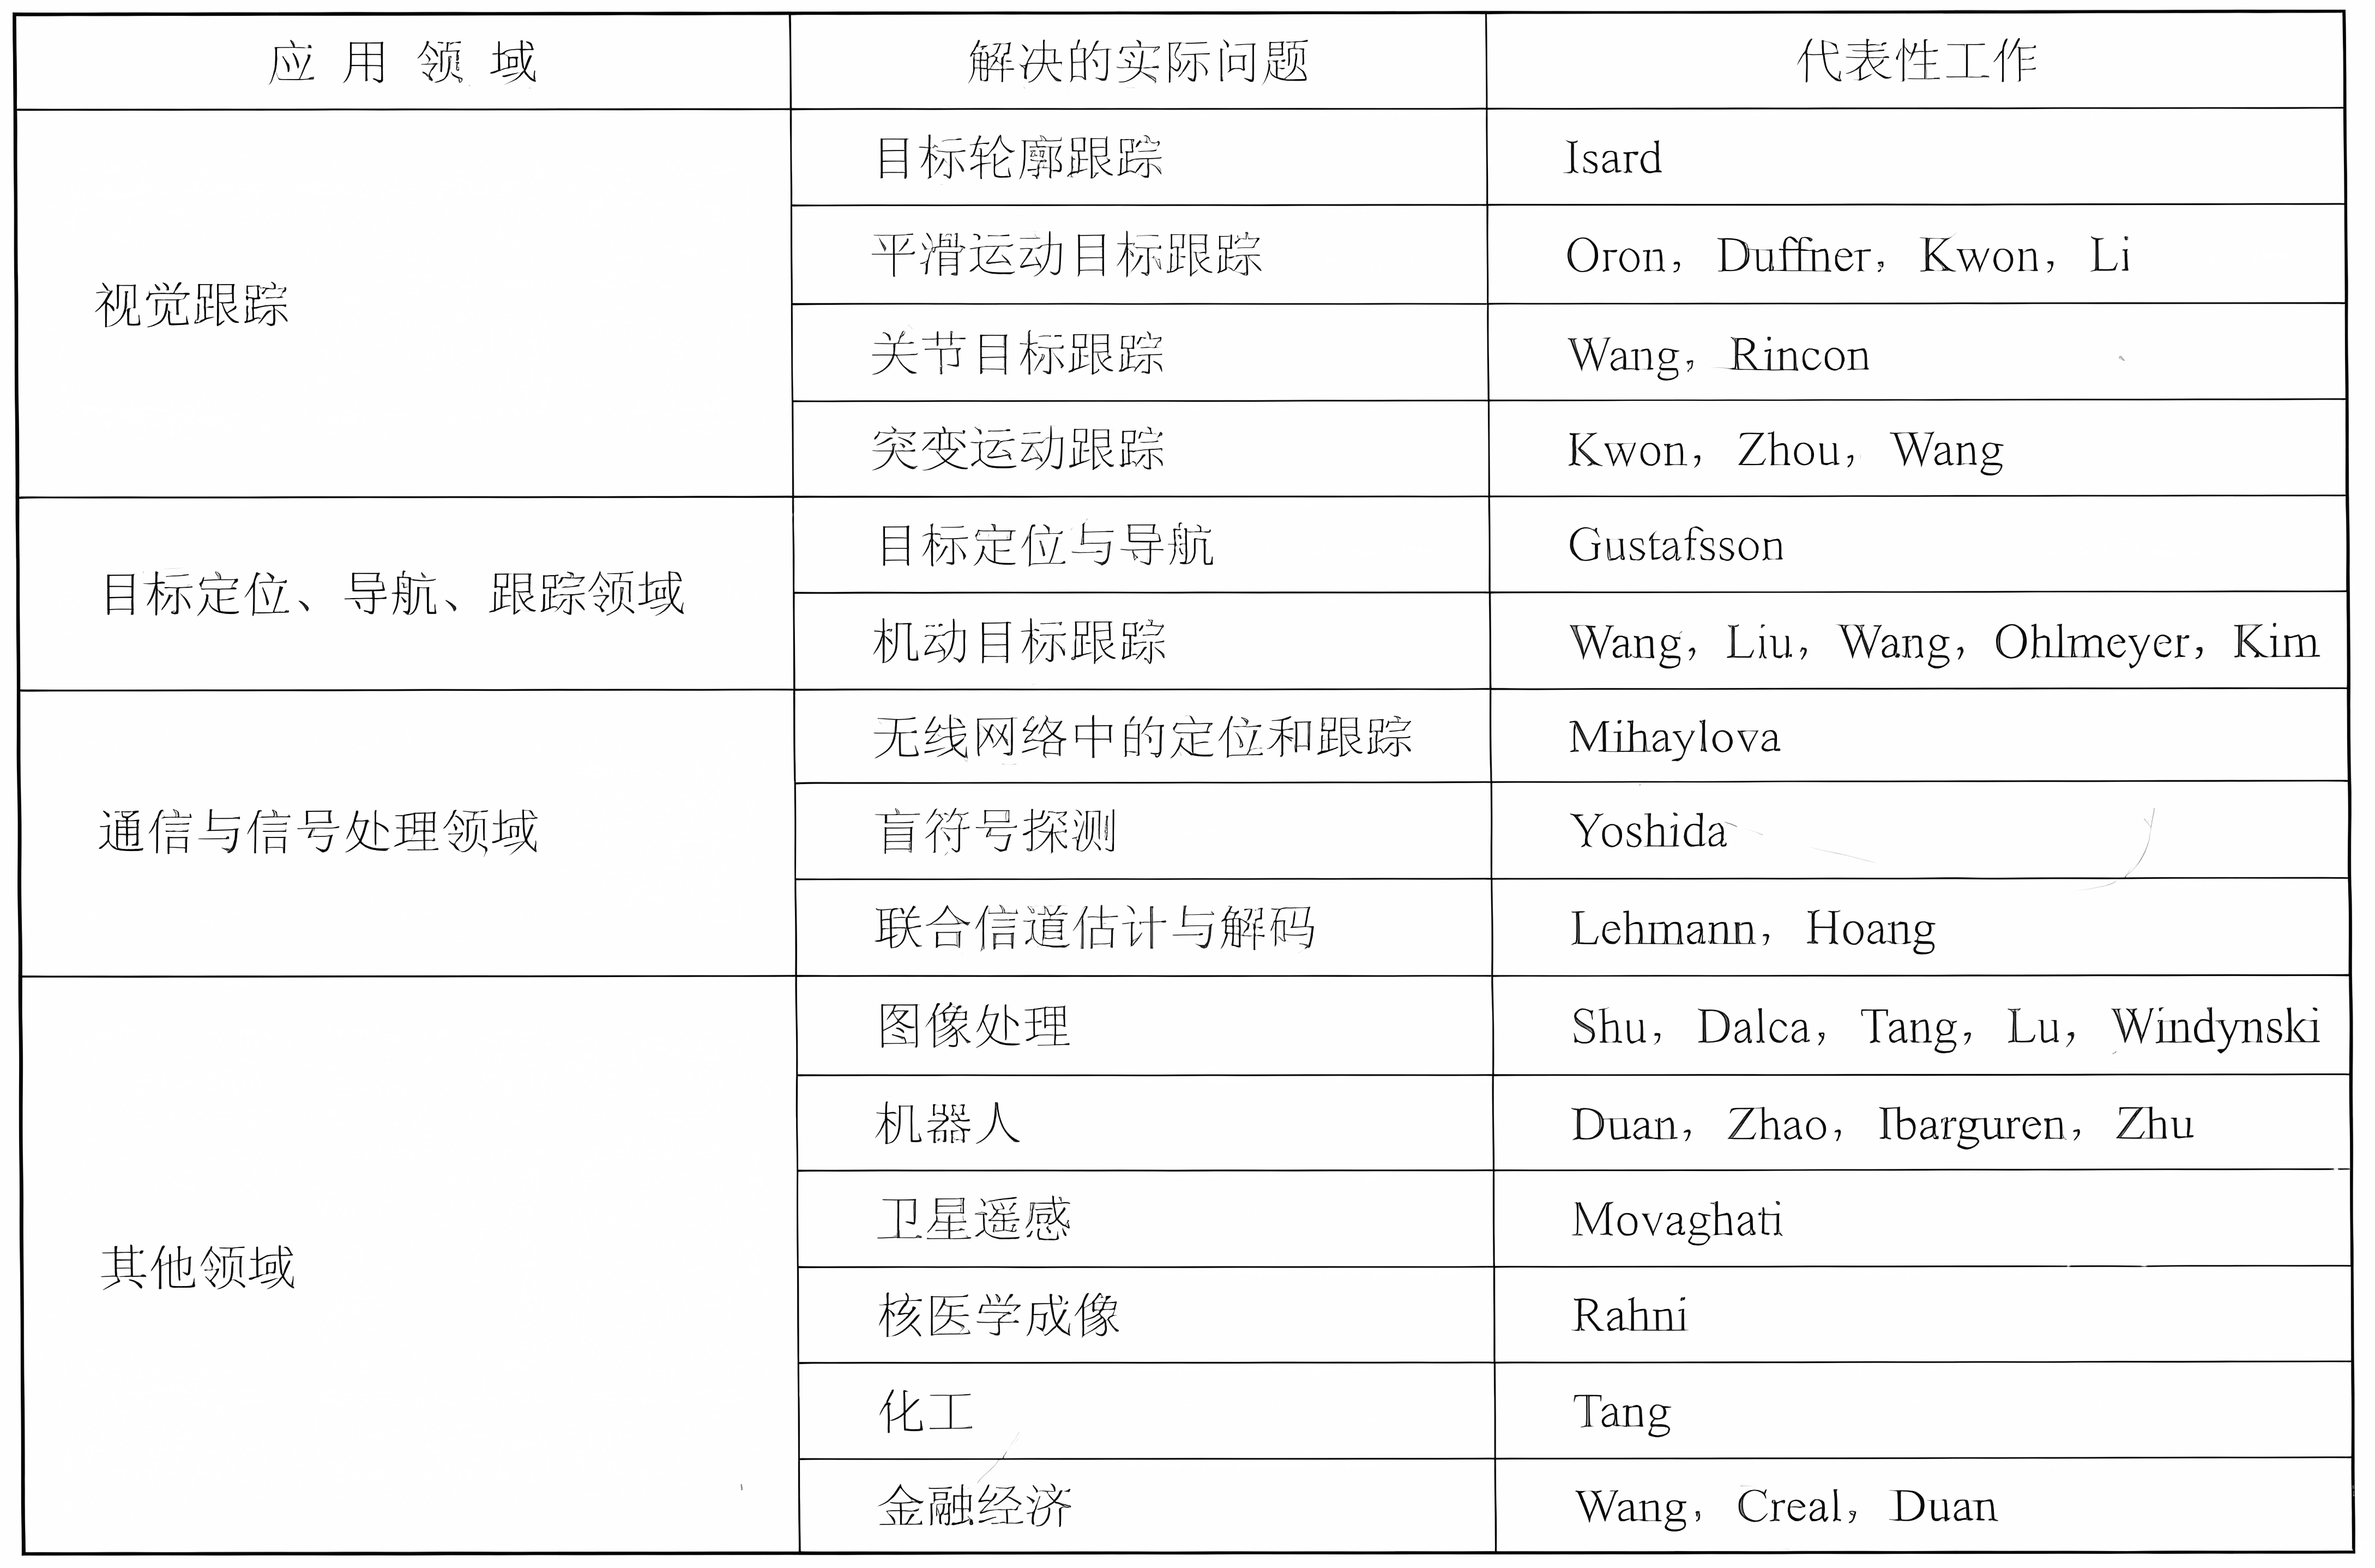 应用领域 解决的实际问题 代表性工作
视觉跟踪
目标轮廓跟踪 Isard
平滑运动目标跟踪 Oron, Duffner, Kwon, Li
关节目标跟踪 Wang, Rincon
突变运动跟踪 Kwon, Zhou, Wang
目标定位、导航、跟踪领域
目标定位与导航 Gustafsson
机动目标跟踪 Wang, Liu, Wang, Ohlmeyer, Kim
通信与信号处理领域
无线网络中的定位和跟踪 Mihaylova
盲符号探测 Yoshida
联合信道估计与解码 Lehmann, Hoang
其他领域
图像处理 Shu, Dalca, Tang, Lu, Windynski
机器人 Duan, Zhao, Ibarguren, Zhu
卫星遥感 Movaghati
核医学成像 Rahni
化工 Tang
金融经济 Wang, Creal, Duan